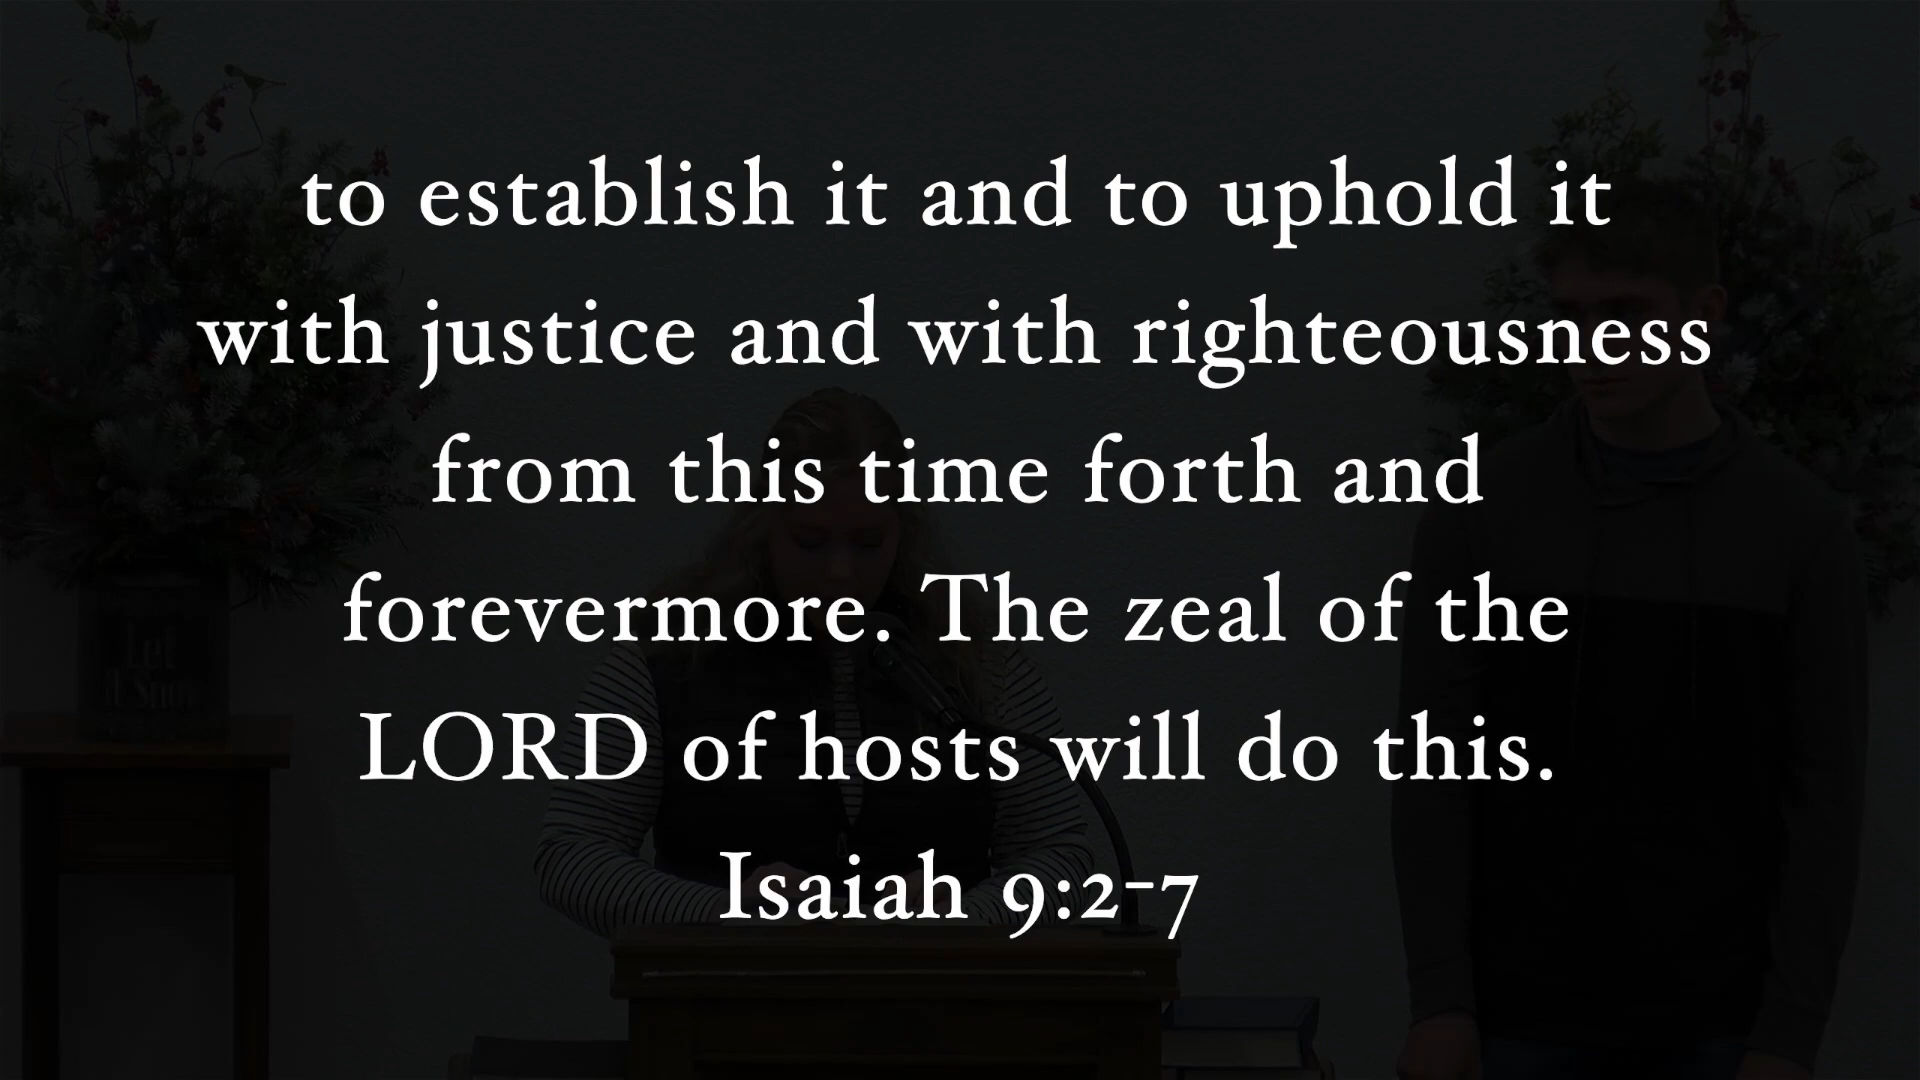 to establish it and to uphold it
with justice and with righteousness
from this time forth and
forevermore. The zeal of the
LORD of hosts will do this.
Isaiah 9:2-7
Let